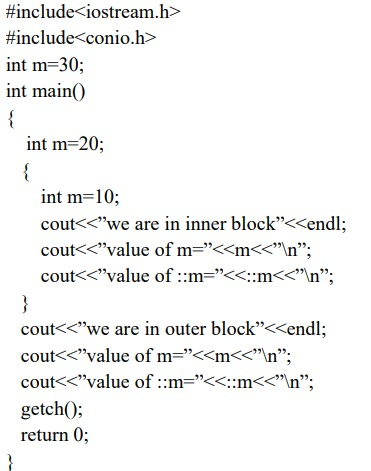 #include<iostream.h>
#include<conio.h>
int m=30;
int main()
{
int m=20;
{
int m=10;
cout<<”we are in inner block”<<endl;
cout<<”value of m=”<<m<<”\n”;
cout<<”value of ::m=”<<::m<<”\n”;
}
cout<<”we are in outer block”<<endl;
cout<<”value of m=”<<m<<”\n”;
cout<<”value of ::m=”<<::m<<”\n”;
getch();
return 0;
}